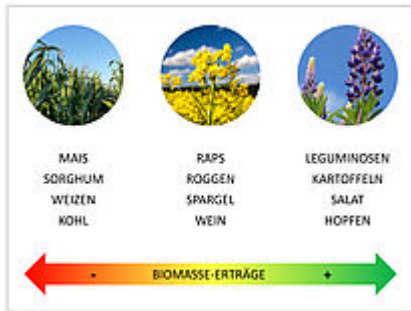 MAIS
SORGHUM
WEIZEN
KOHL
RAPS
ROGGEN
SPARGEL
WEIN
LEGUMINOSEN
KARTOFFELN
SALAT
HOPFEN
- BIOMASSE-ERTRÄGE +